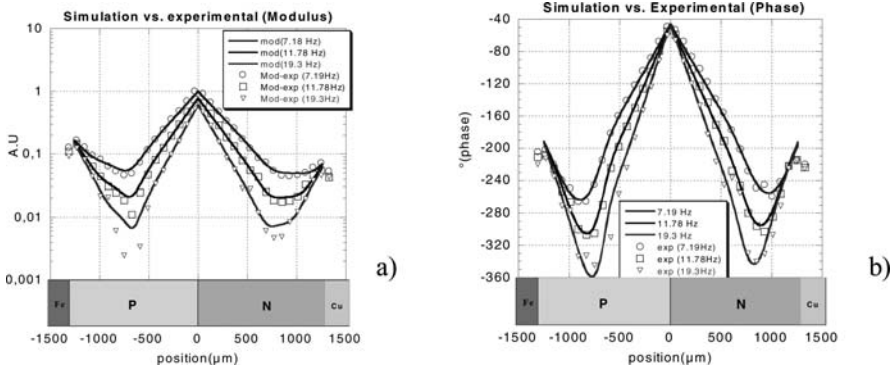 Simulation vs. experimental (Modulus)
10
1
0,1
0,01
0,001
A.U
mod(7.18 Hz)
mod(11.78 Hz)
mod(19.3 Hz)
Mod-exp (7.19Hz)
Mod-exp (11.78Hz)
Mod-exp (19.3Hz)
Fe P N Cu
-1500 -1000 -500 0 500 1000 1500
position(µm)
a)
Simulation vs. Experimental (Phase)
-40
-80
-120
-160
-200
-240
-280
-320
-360
°(phase)
7.19 Hz
11.78 Hz
19.3 Hz
exp (7.19Hz)
exp (11.78Hz)
exp (19.3Hz)
Fe P N Cu
-1500 -1000 -500 0 500 1000 1500
position(µm)
b)